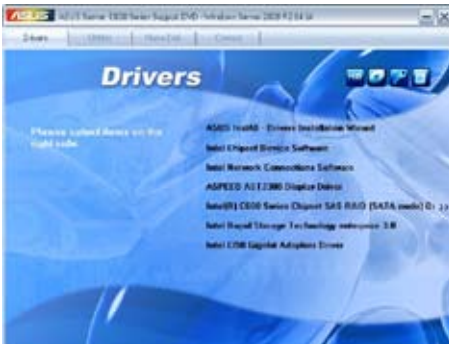 ASUS ASUS Server C600 Series Support DVD - Windows Server 2008 R2 64 bit
Drivers Utilities Make Disk Contact
Drivers
Please select items on the
right side.
ASUS InstAll - Drivers Installation Wizard
Intel Chipset Device Software
Intel Network Connections Software
ASPEED AST2300 Display Driver
Intel(R) C600 Series Chipset SAS RAID (SATA mode)
Intel Rapid Storage Technology enterprise 3.0
Intel Gigabit Adapters Driver